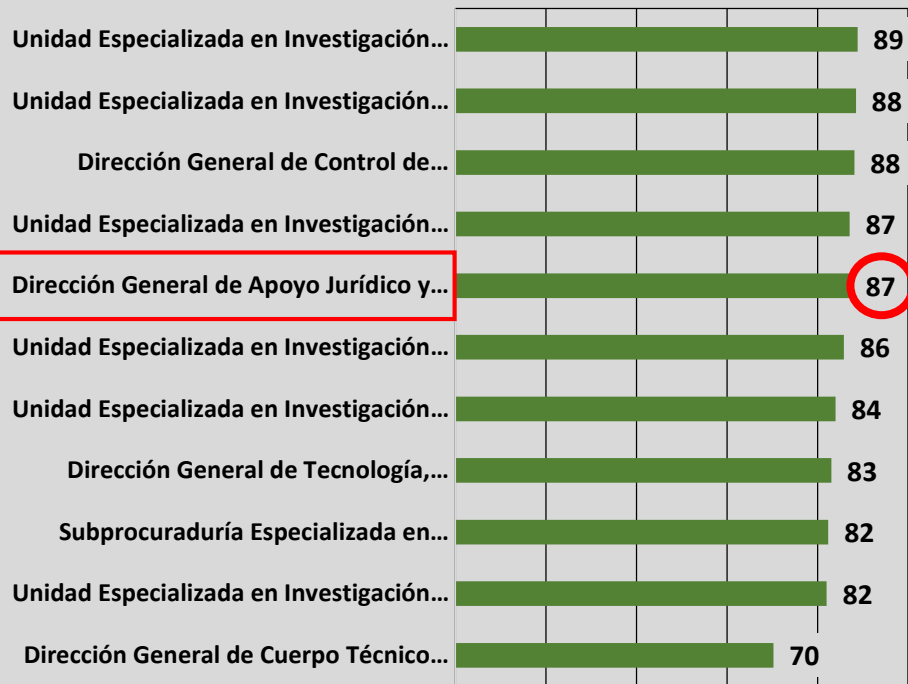 Unidad Especializada en Investigación… 89
Unidad Especializada en Investigación… 88
Dirección General de Control de… 88
Unidad Especializada en Investigación… 87
Dirección General de Apoyo Jurídico y… 87
Unidad Especializada en Investigación… 86
Unidad Especializada en Investigación… 84
Dirección General de Tecnología,… 83
Subprocuraduría Especializada en… 82
Unidad Especializada en Investigación… 82
Dirección General de Cuerpo Técnico… 70